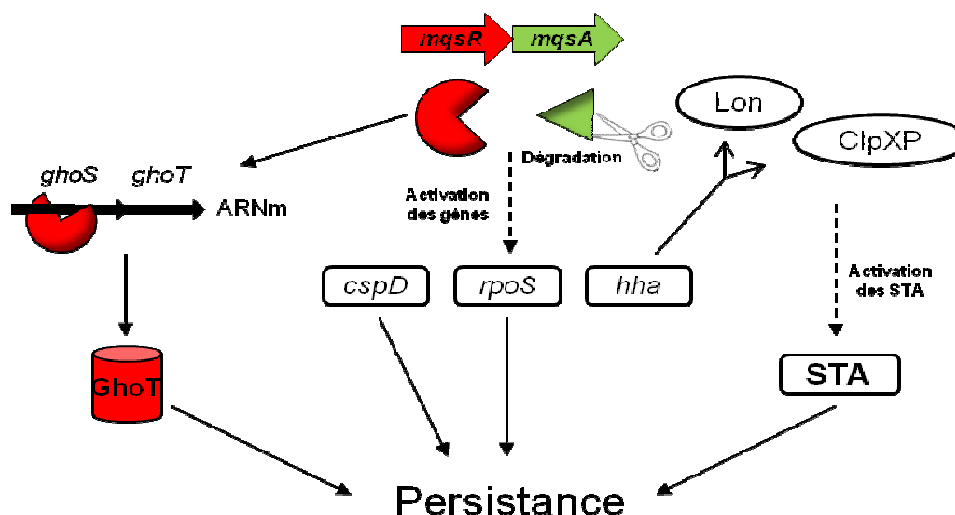 mqsR mqsA
Lon
ClpXP
Dégradation
ghoS ghoT
ARNm
Activation
des gènes
cspD rpoS hha
Activation
des STA
GhoT
STA
Persistance